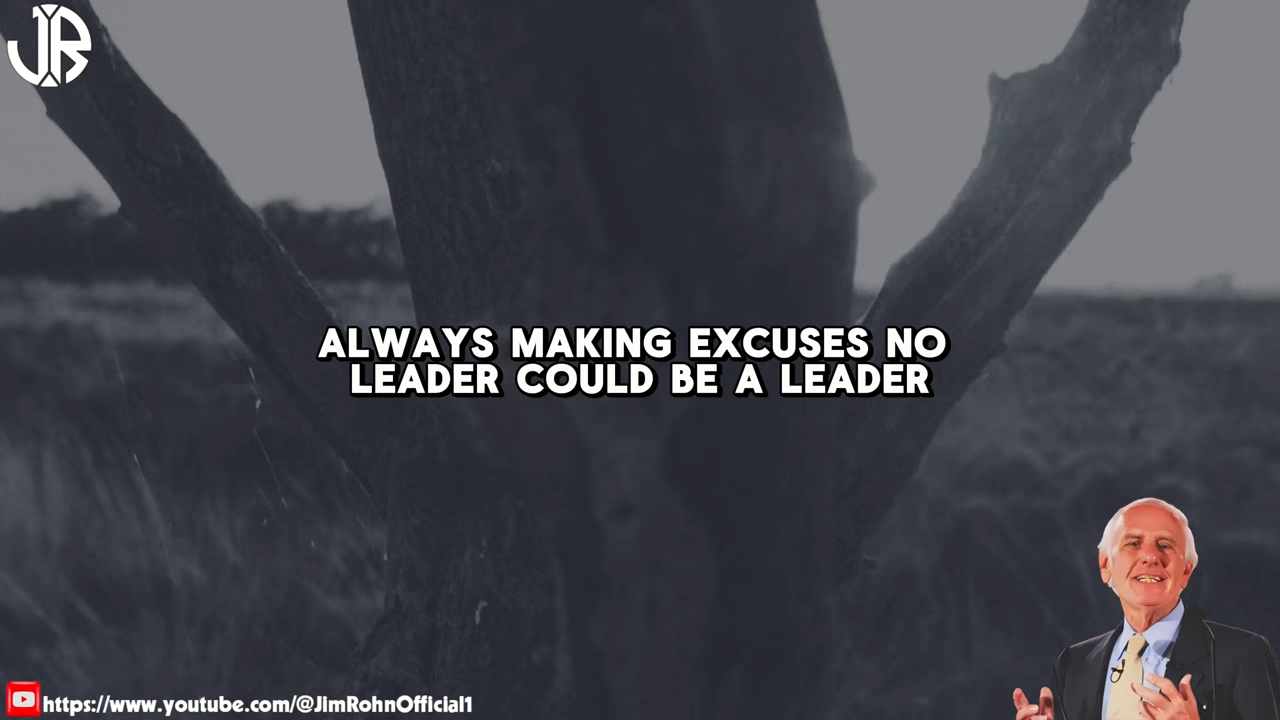 JR
ALWAYS MAKING EXCUSES NO
LEADER COULD BE A LEADER
https://www.youtube.com/@JimRohnOfficial1